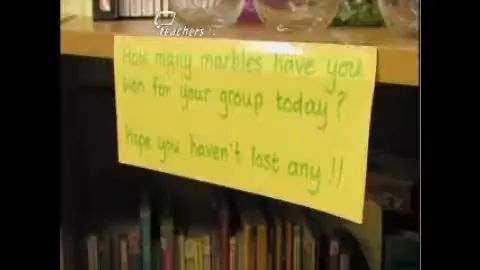 Teachers
How many marbles have you
won for your group today?
Hope you haven't lost any!!